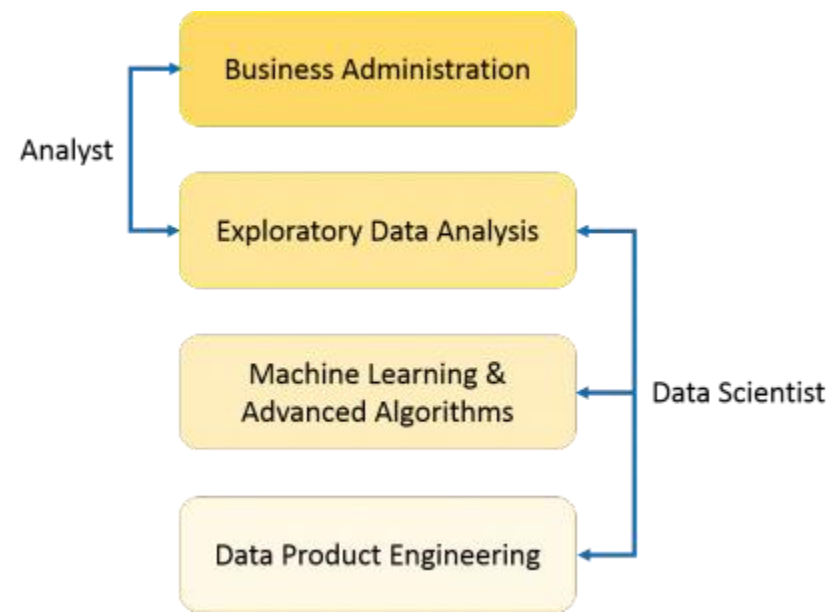 Business Administration
Analyst
Exploratory Data Analysis
Machine Learning &
Advanced Algorithms
Data Scientist
Data Product Engineering